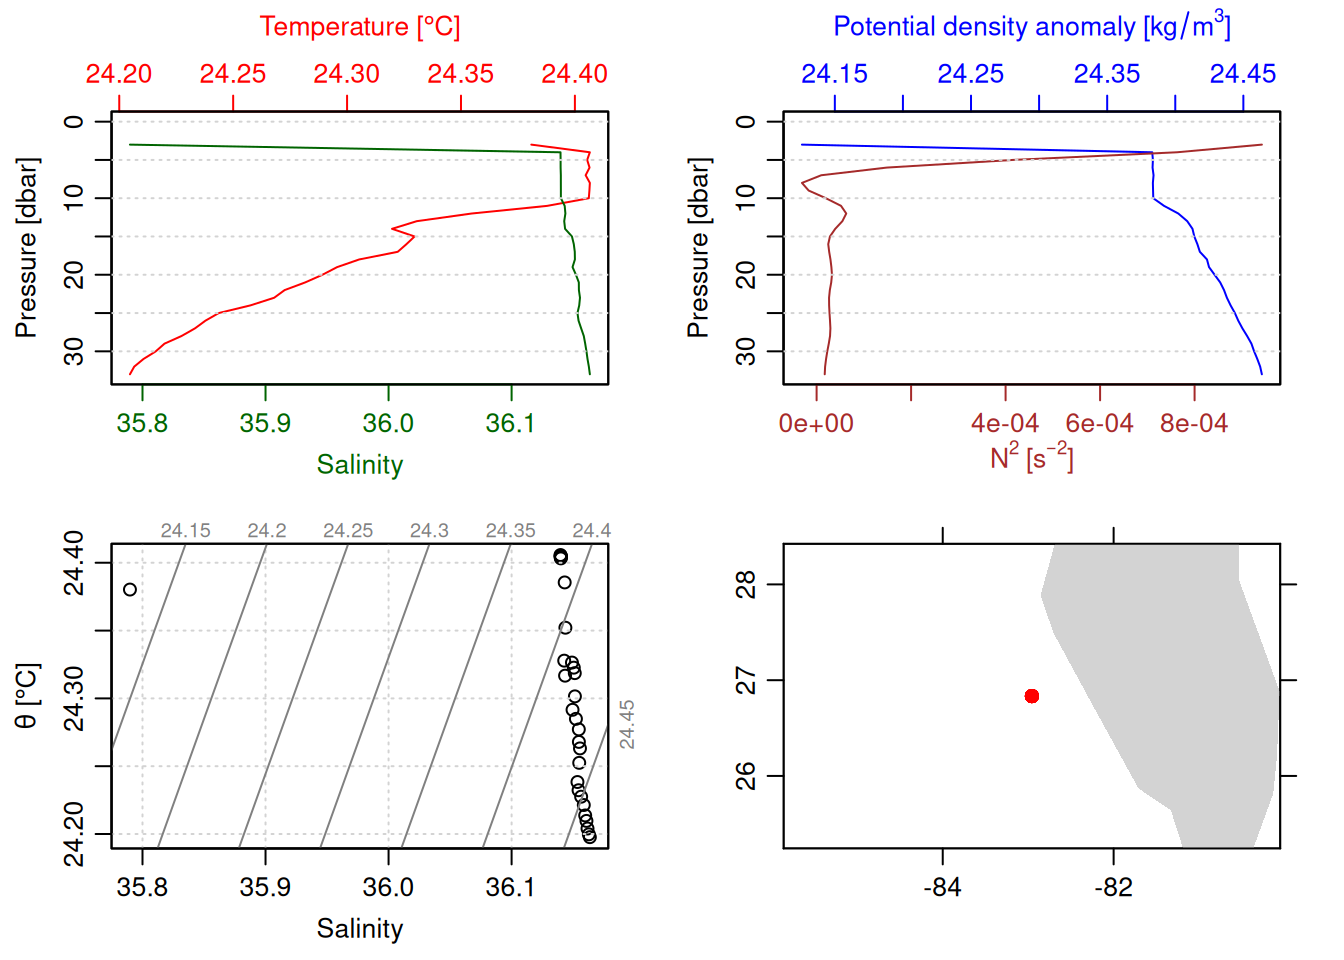 Temperature [°C]
24.20 24.25 24.30 24.35 24.40
Pressure [dbar]
0
10
20
30
35.8 35.9 36.0 36.1
Salinity
Potential density anomaly [kg/m³]
24.15 24.25 24.35 24.45
Pressure [dbar]
0
10
20
30
0e+00 4e-04 6e-04 8e-04
N² [s⁻²]
24.15 24.2 24.25 24.3 24.35 24.4
θ [°C]
24.40
24.30
24.20
24.45
35.8 35.9 36.0 36.1
Salinity
28
27
26
-84 -82